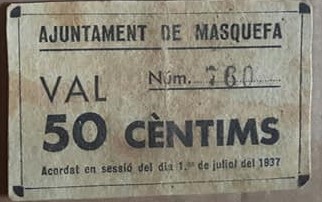 AJUNTAMENT DE MASQUEFA
VAL
Núm. 760
50 CÈNTIMS
Acordat en sessió del dia 1.er de juliol del 1937